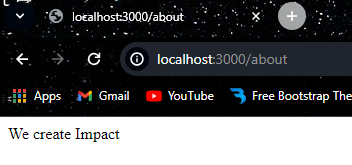 localhost:3000/about
localhost:3000/about
Apps Gmail YouTube Free Bootstrap The
We create Impact